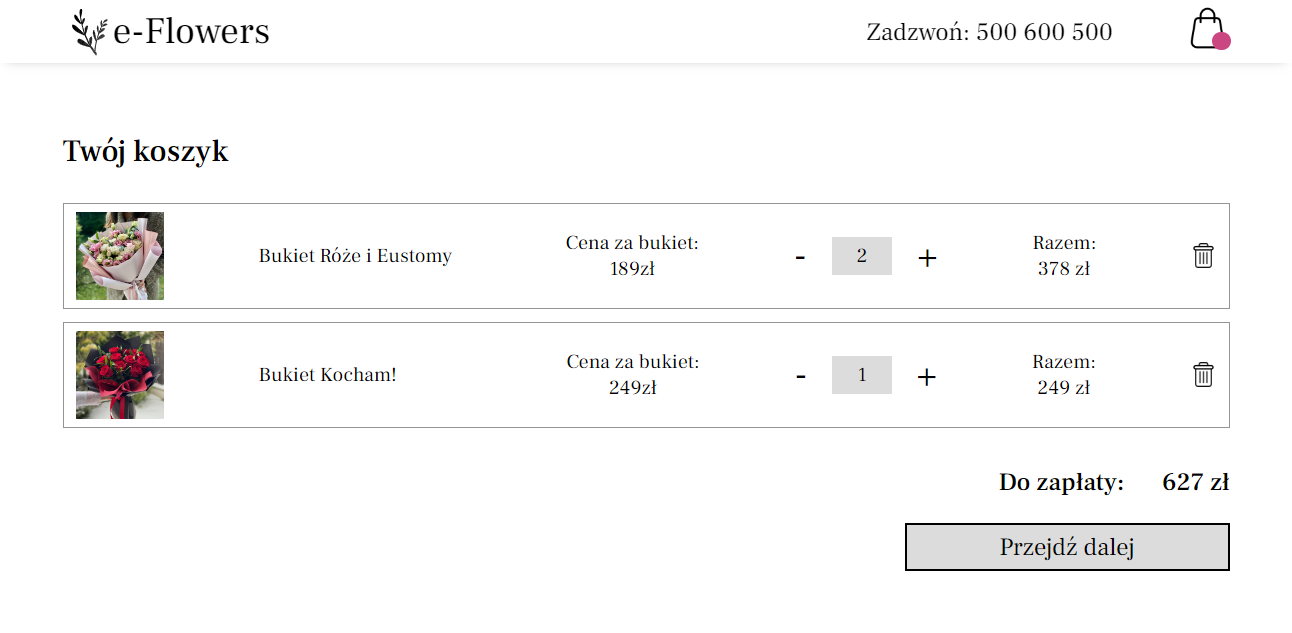 e-Flowers
Zadzwoń: 500 600 500
Twój koszyk
Bukiet Róże i Eustomy
Cena za bukiet:
189zł
- 2 +
Razem:
378 zł
Bukiet Kocham!
Cena za bukiet:
249zł
- 1 +
Razem:
249 zł
Do zapłaty: 627 zł
Przejdź dalej